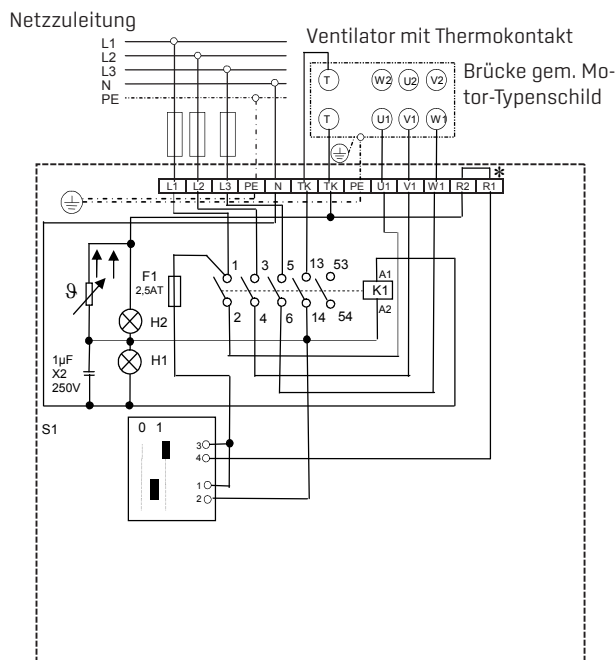 Netzzuleitung
L1
L2
L3
N
PE
Ventilator mit Thermokontakt
T W2 U2 V2
T U1 V1 W1
Brücke gem. Mo-
tor-Typenschild
L1 L2 L3 PE N TK TK PE U1 V1 W1 R2 R1 *
ϑ
F1
2,5AT
1 3 5 13 53
2 4 6 14 54
A1
K1
A2
H2
H1
1µF
X2
250V
S1
0 1
3
4
1
2